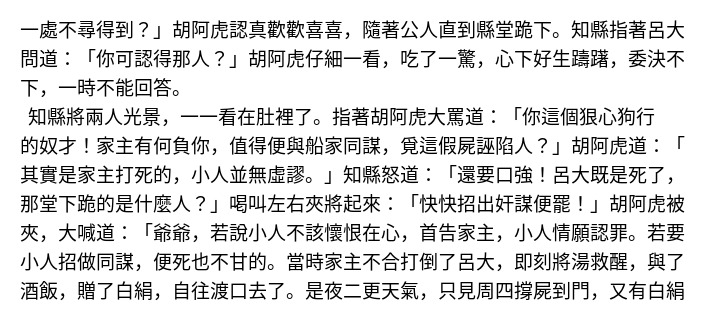 一處不尋得到？」胡阿虎認真歡歡喜喜，隨著公人直到縣堂跪下。知縣指著呂大
問道：「你可認得那人？」胡阿虎仔細一看，吃了一驚，心下好生躊躇，委決不
下，一時不能回答。
知縣將兩人光景，一一看在肚裡了。指著胡阿虎大罵道：「你這個狠心狗行
的奴才！家主有何負你，值得便與船家同謀，覓這假屍誣陷人？」胡阿虎道：「
其實是家主打死的，小人並無虛謬。」知縣怒道：「還要口強！呂大既是死了，
那堂下跪的是什麼人？」喝叫左右夾將起來：「快快招出奸謀便罷！」胡阿虎被
夾，大喊道：「爺爺，若說小人不該懷恨在心，首告家主，小人情願認罪。若要
小人招做同謀，便死也不甘的。當時家主不合打倒了呂大，即刻將湯救醒，與了
酒飯，贈了白絹，自往渡口去了。是夜二更天氣，只見周四撐屍到門，又有白絹